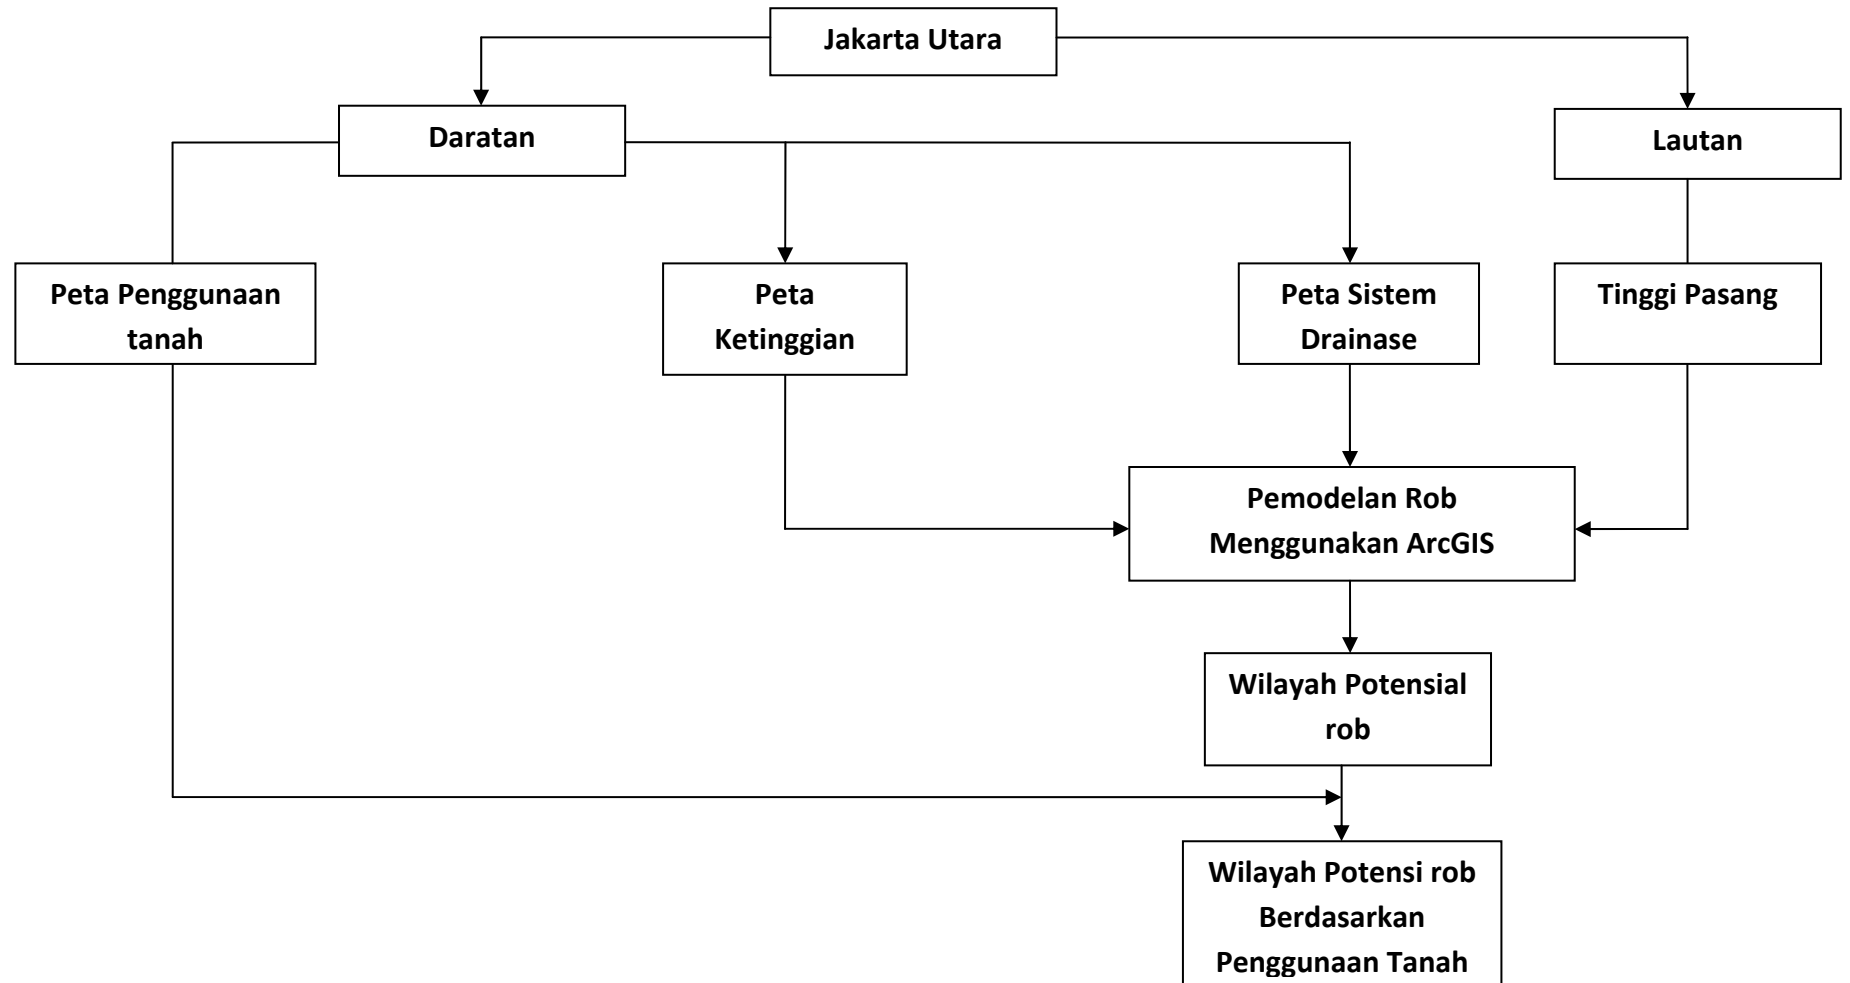 Jakarta Utara
Daratan
Lautan
Peta Penggunaan
tanah
Peta
Ketinggian
Peta Sistem
Drainase
Tinggi Pasang
Pemodelan Rob
Menggunakan ArcGIS
Wilayah Potensial
rob
Wilayah Potensi rob
Berdasarkan
Penggunaan Tanah